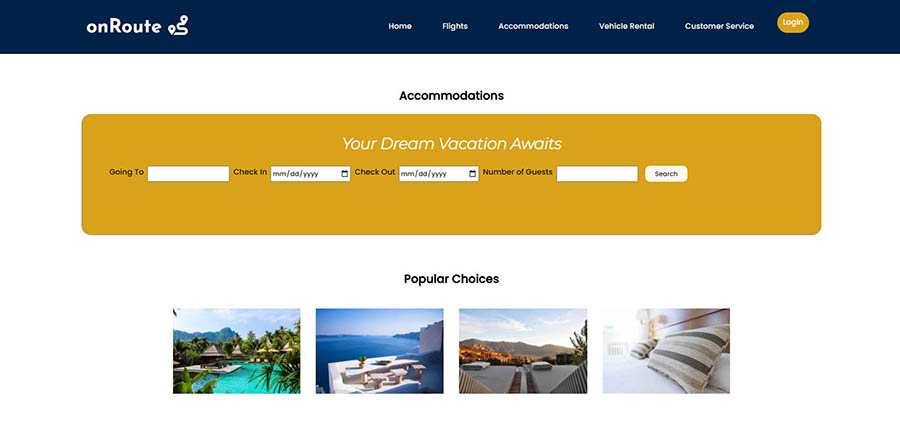 onRoute Home Flights Accommodations Vehicle Rental Customer Service Login
Accommodations
Your Dream Vacation Awaits
Going To Check In mm/dd/yyyy Check Out mm/dd/yyyy Number of Guests Search
Popular Choices